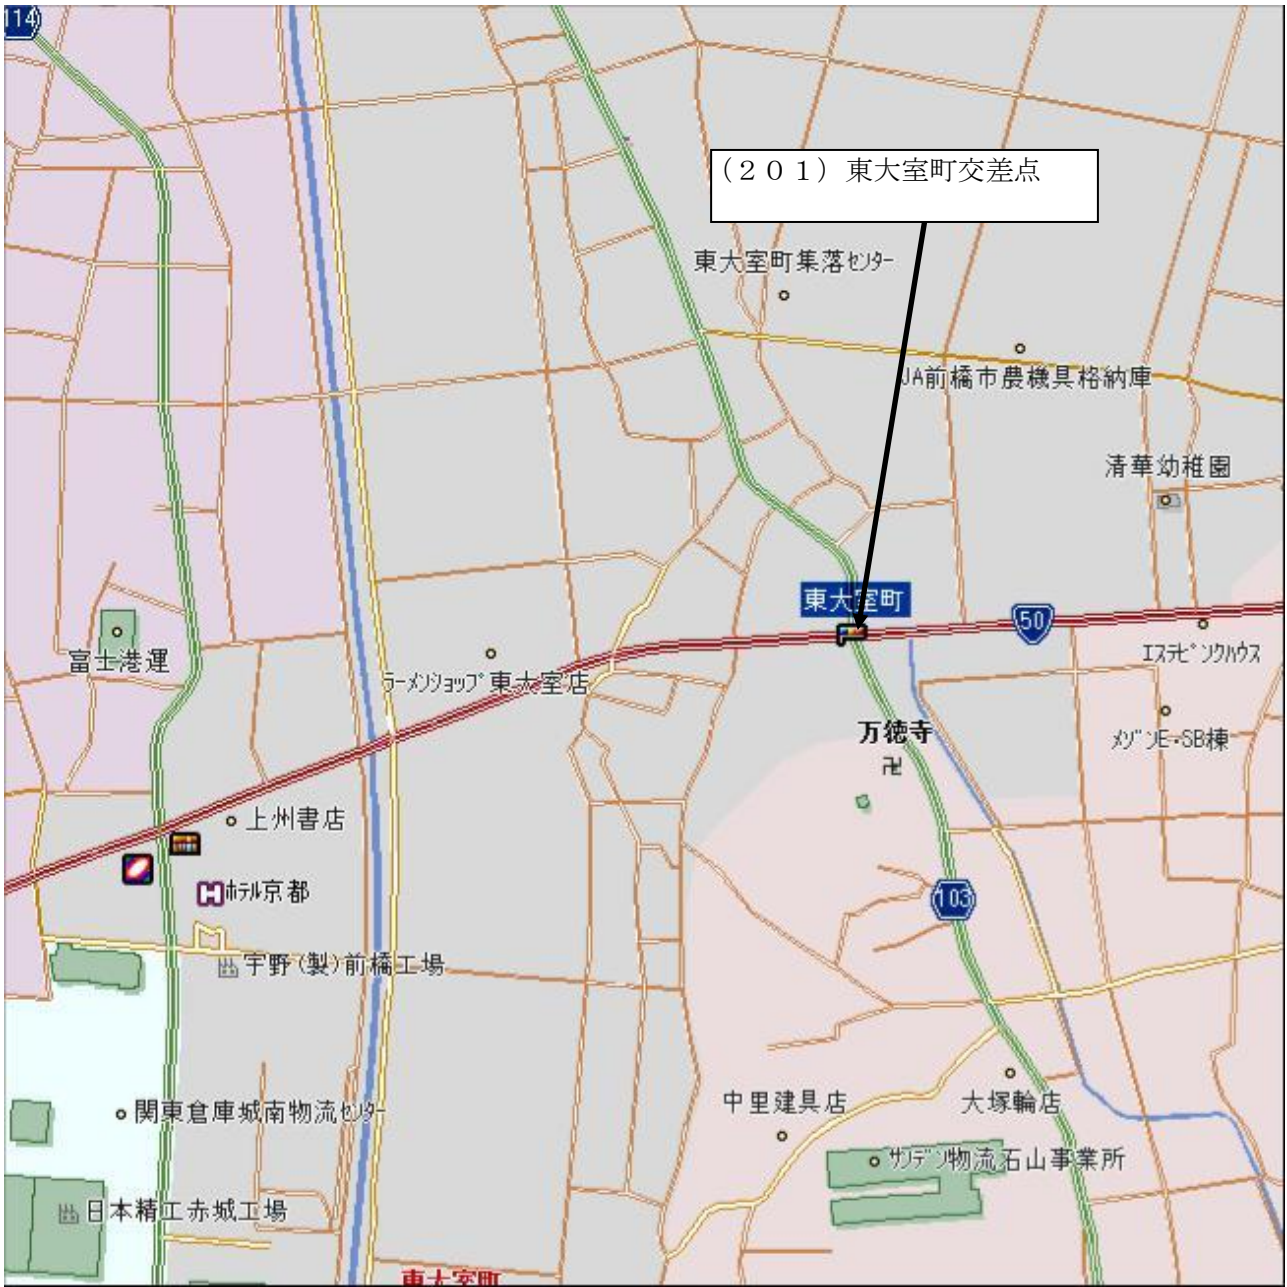 114
(201)東大室町交差点
東大室町集落ｾﾝﾀｰ
JA前橋市農機具格納庫
清華幼稚園
東大室町
50
富士港運
ﾗｰﾒﾝｼｮｯﾌﾟ東大室店
ｴｽﾃﾋﾞﾝｸﾊｳｽ
万徳寺
卍
ﾒｿﾞﾝE･SB棟
上州書店
H
ﾎﾃﾙ京都
103
宇野(製)前橋工場
関東倉庫城南物流ｾﾝﾀｰ
中里建具店
大塚輪店
ｻﾝﾃﾞﾝ物流石山事業所
日本精工赤城工場
東大室町